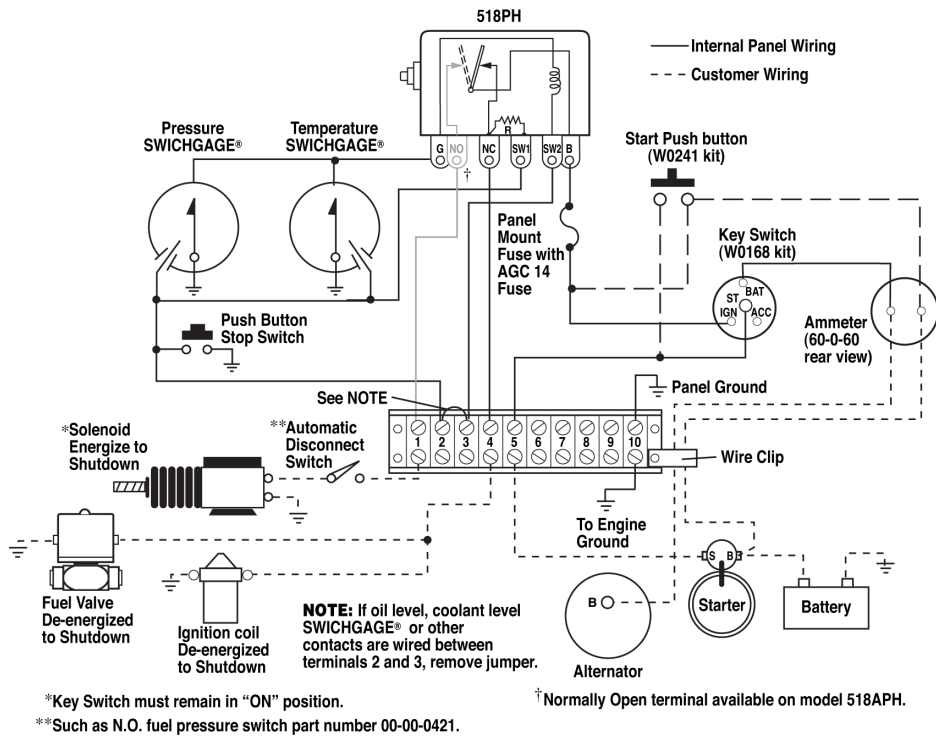 518PH
Internal Panel Wiring
Customer Wiring
Pressure
SWICHGAGE®
Temperature
SWICHGAGE®
G
NO
NC
R
SW1
SW2
B
†
Start Push button
(W0241 kit)
Panel
Mount
Fuse with
AGC 14
Fuse
Key Switch
(W0168 kit)
ST
BAT
IGN
ACC
Ammeter
(60-0-60
rear view)
Push Button
Stop Switch
See NOTE
Panel Ground
*Solenoid
Energize to
Shutdown
**Automatic
Disconnect
Switch
1 2 3 4 5 6 7 8 9 10
Wire Clip
To Engine
Ground
Fuel Valve
De-energized
to Shutdown
Ignition coil
De-energized
to Shutdown
NOTE: If oil level, coolant level
SWICHGAGE® or other
contacts are wired between
terminals 2 and 3, remove jumper.
B
Alternator
S B
Starter
Battery
*Key Switch must remain in “ON” position.
†Normally Open terminal available on model 518APH.
**Such as N.O. fuel pressure switch part number 00-00-0421.